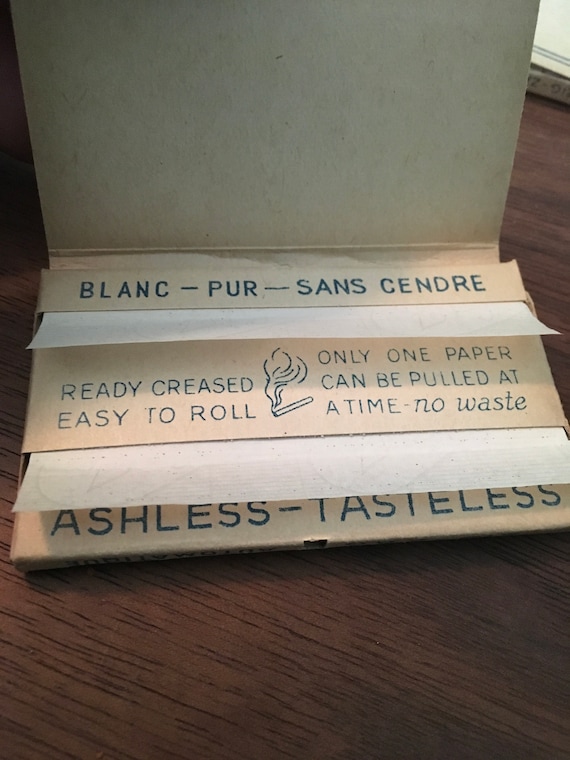 BLANC – PUR – SANS CENDRE
READY CREASED
EASY TO ROLL
ONLY ONE PAPER
CAN BE PULLED AT
A TIME – no waste
ASHLESS – TASTELESS